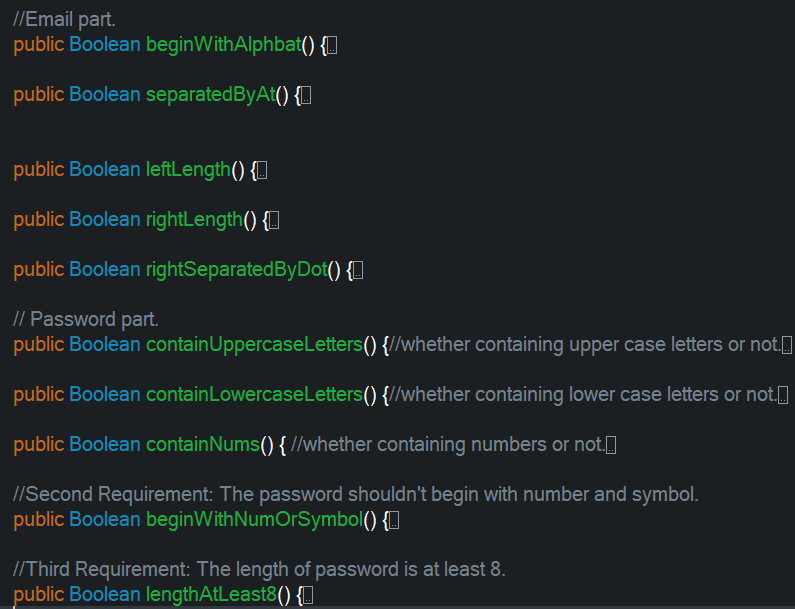 //Email part.
public Boolean beginWithAlphbat() {..
public Boolean separatedByAt() {..
public Boolean leftLength() {..
public Boolean rightLength() {..
public Boolean rightSeparatedByDot() {..
// Password part.
public Boolean containUppercaseLetters() {//whether containing upper case letters or not...
public Boolean containLowercaseLetters() {//whether containing lower case letters or not...
public Boolean containNums() { //whether containing numbers or not...
//Second Requirement: The password shouldn't begin with number and symbol.
public Boolean beginWithNumOrSymbol() {..
//Third Requirement: The length of password is at least 8.
public Boolean lengthAtLeast8() {..